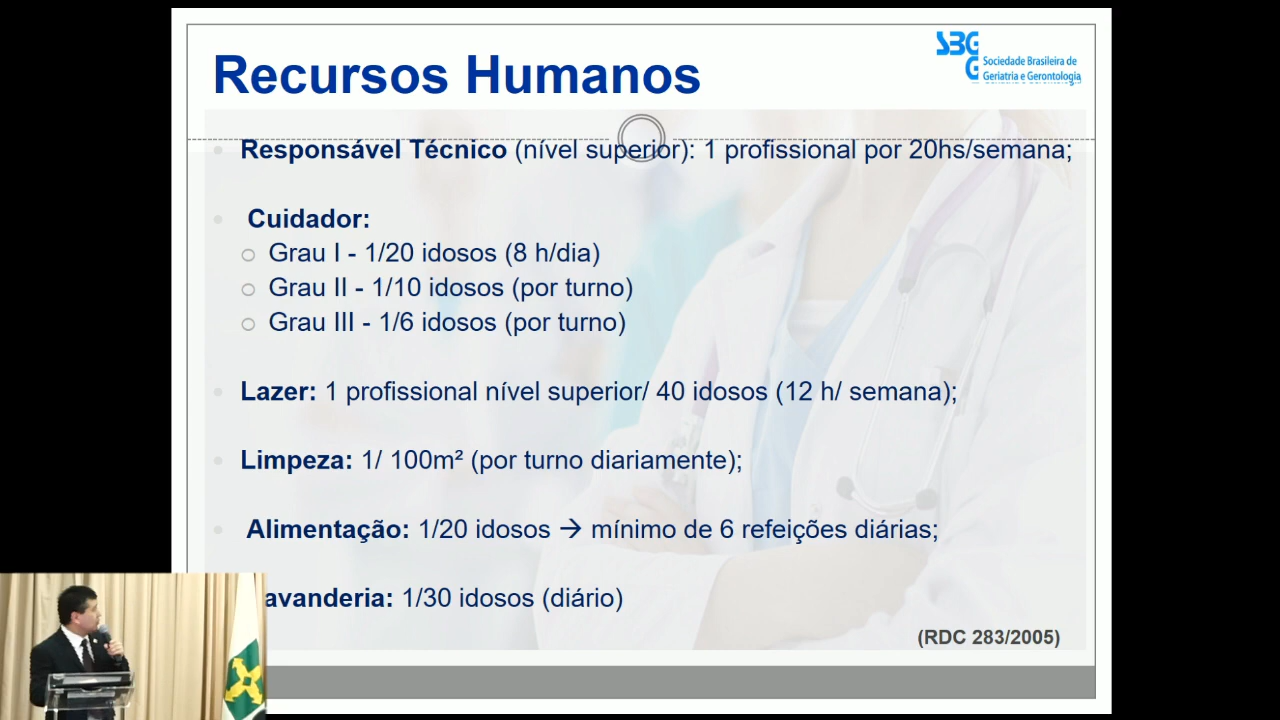 Recursos Humanos
SBGG
Sociedade Brasileira de
Geriatria e Gerontologia
Responsável Técnico (nível superior): 1 profissional por 20hs/semana;
Cuidador:
Grau I - 1/20 idosos (8 h/dia)
Grau II - 1/10 idosos (por turno)
Grau III - 1/6 idosos (por turno)
Lazer: 1 profissional nível superior/ 40 idosos (12 h/ semana);
Limpeza: 1/ 100m² (por turno diariamente);
Alimentação: 1/20 idosos → mínimo de 6 refeições diárias;
avanderia: 1/30 idosos (diário)
(RDC 283/2005)